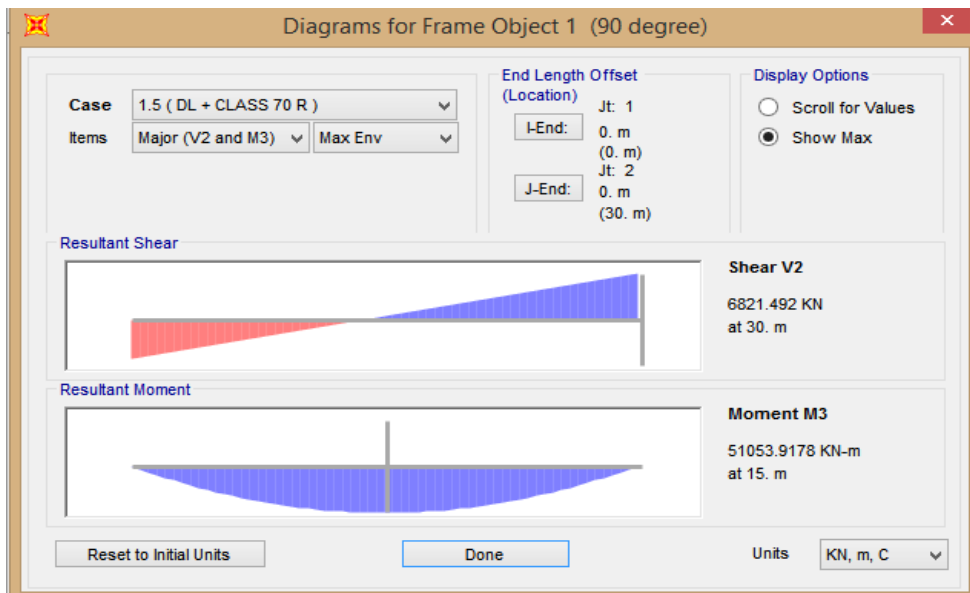 Diagrams for Frame Object 1 (90 degree)
×
Case
1.5 ( DL + CLASS 70 R )
Items
Major (V2 and M3)
Max Env
End Length Offset
(Location)
Jt: 1
I-End:
0. m
(0. m)
Jt: 2
J-End:
0. m
(30. m)
Display Options
Scroll for Values
Show Max
Resultant Shear
Shear V2
6821.492 KN
at 30. m
Resultant Moment
Moment M3
51053.9178 KN-m
at 15. m
Reset to Initial Units
Done
Units
KN, m, C